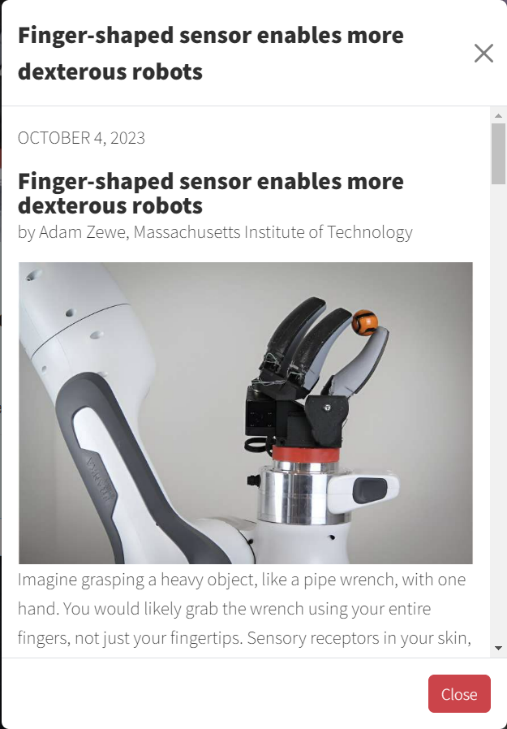 Finger-shaped sensor enables more
dexterous robots
OCTOBER 4, 2023
Finger-shaped sensor enables more
dexterous robots
by Adam Zewe, Massachusetts Institute of Technology
Imagine grasping a heavy object, like a pipe wrench, with one
hand. You would likely grab the wrench using your entire
fingers, not just your fingertips. Sensory receptors in your skin,
Close